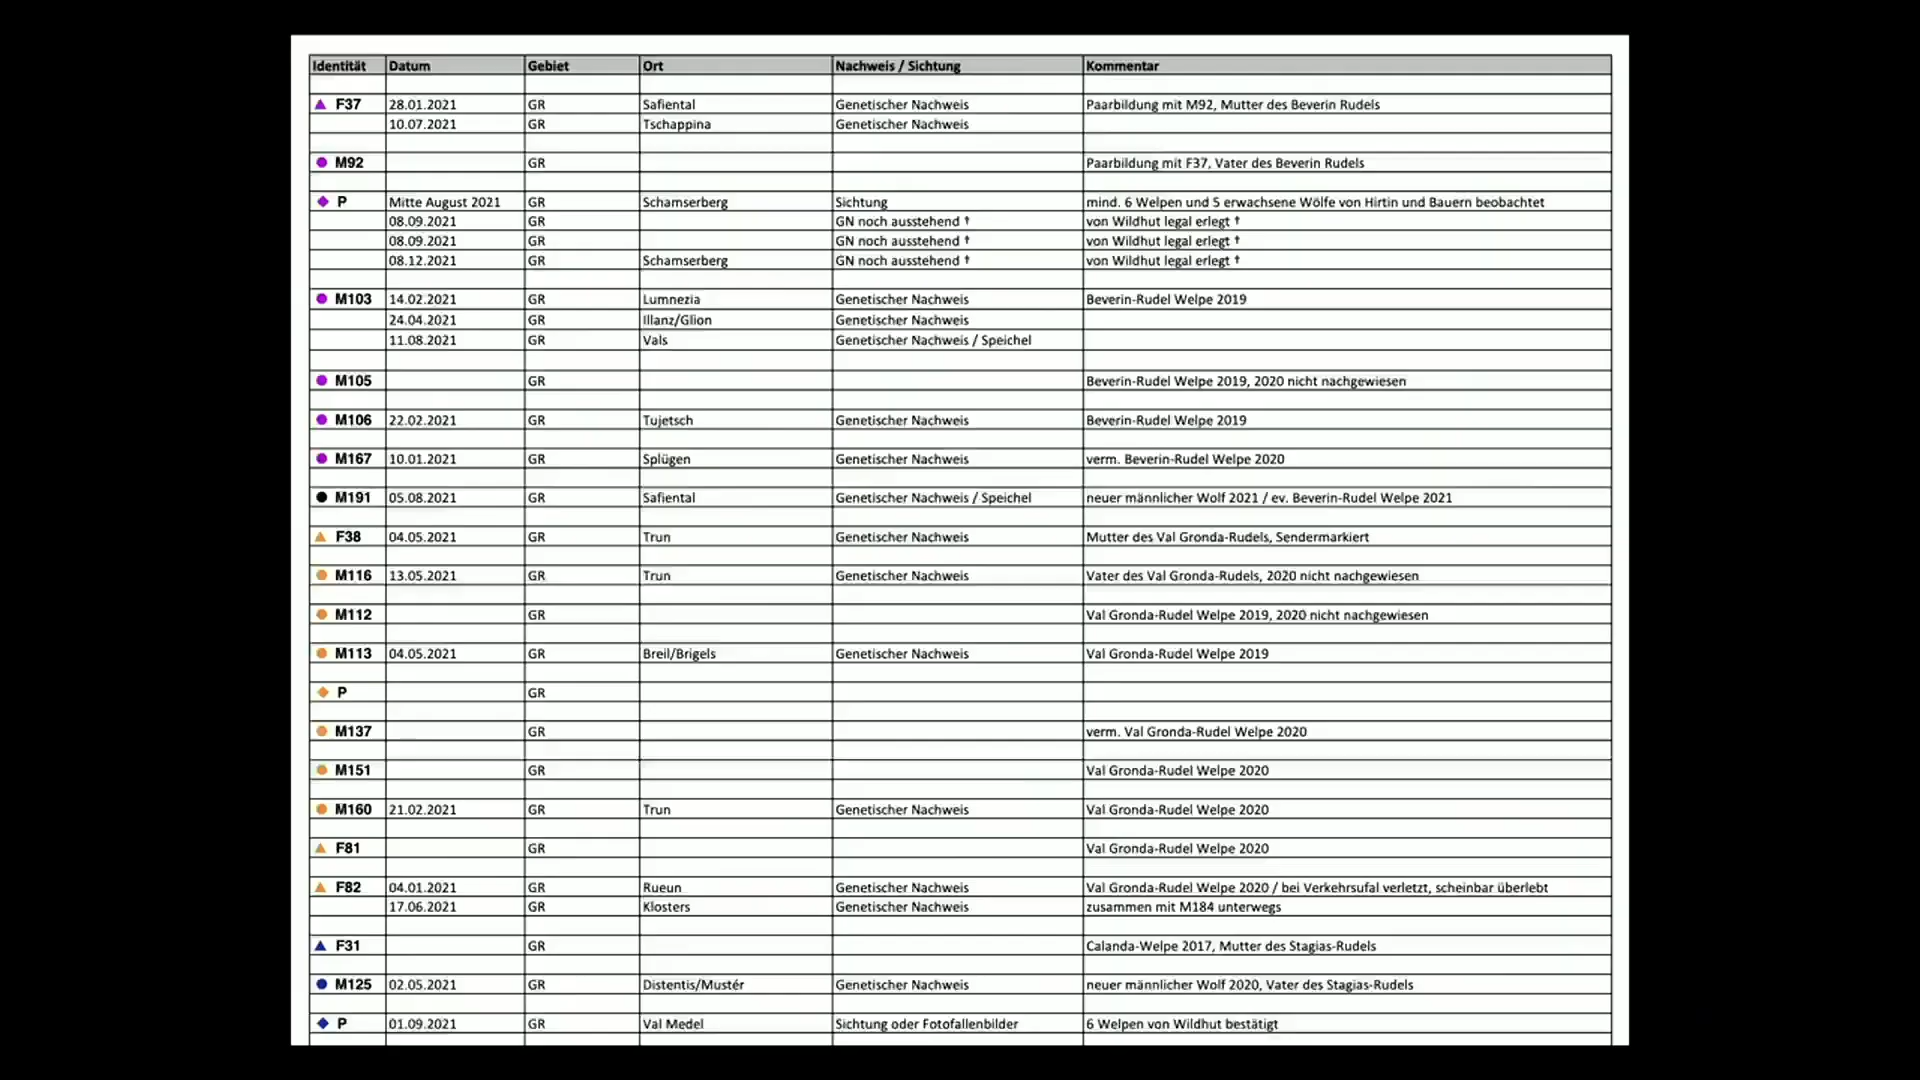 Identität Datum Gebiet Ort Nachweis / Sichtung Kommentar
F37 28.01.2021 GR Safiental Genetischer Nachweis Paarbildung mit M92, Mutter des Beverin Rudels
10.07.2021 GR Tschappina Genetischer Nachweis
M92 GR Paarbildung mit F37, Vater des Beverin Rudels
P Mitte August 2021 GR Schamserberg Sichtung mind. 6 Welpen und 5 erwachsene Wölfe von Hirtin und Bauern beobachtet
08.09.2021 GR GN noch ausstehend † von Wildhut legal erlegt †
08.09.2021 GR GN noch ausstehend † von Wildhut legal erlegt †
08.12.2021 GR Schamserberg GN noch ausstehend † von Wildhut legal erlegt †
M103 14.02.2021 GR Lumnezia Genetischer Nachweis Beverin-Rudel Welpe 2019
24.04.2021 GR Illanz/Glion Genetischer Nachweis
11.08.2021 GR Vals Genetischer Nachweis / Speichel
M105 GR Beverin-Rudel Welpe 2019, 2020 nicht nachgewiesen
M106 22.02.2021 GR Tujetsch Genetischer Nachweis Beverin-Rudel Welpe 2019
M167 10.01.2021 GR Splügen Genetischer Nachweis verm. Beverin-Rudel Welpe 2020
M191 05.08.2021 GR Safiental Genetischer Nachweis / Speichel neuer männlicher Wolf 2021 / ev. Beverin-Rudel Welpe 2021
F38 04.05.2021 GR Trun Genetischer Nachweis Mutter des Val Gronda-Rudels, Sendermarkiert
M116 13.05.2021 GR Trun Genetischer Nachweis Vater des Val Gronda-Rudels, 2020 nicht nachgewiesen
M112 GR Val Gronda-Rudel Welpe 2019, 2020 nicht nachgewiesen
M113 04.05.2021 GR Breil/Brigels Genetischer Nachweis Val Gronda-Rudel Welpe 2019
P GR
M137 GR verm. Val Gronda-Rudel Welpe 2020
M151 GR Val Gronda-Rudel Welpe 2020
M160 21.02.2021 GR Trun Genetischer Nachweis Val Gronda-Rudel Welpe 2020
F81 GR Val Gronda-Rudel Welpe 2020
F82 04.01.2021 GR Rueun Genetischer Nachweis Val Gronda-Rudel Welpe 2020 / bei Verkehrsufal verletzt, scheinbar überlebt
17.06.2021 GR Klosters Genetischer Nachweis zusammen mit M184 unterwegs
F31 GR Calanda-Welpe 2017, Mutter des Stagias-Rudels
M125 02.05.2021 GR Distentis/Mustér Genetischer Nachweis neuer männlicher Wolf 2020, Vater des Stagias-Rudels
P 01.09.2021 GR Val Medel Sichtung oder Fotofallenbilder 6 Welpen von Wildhut bestätigt